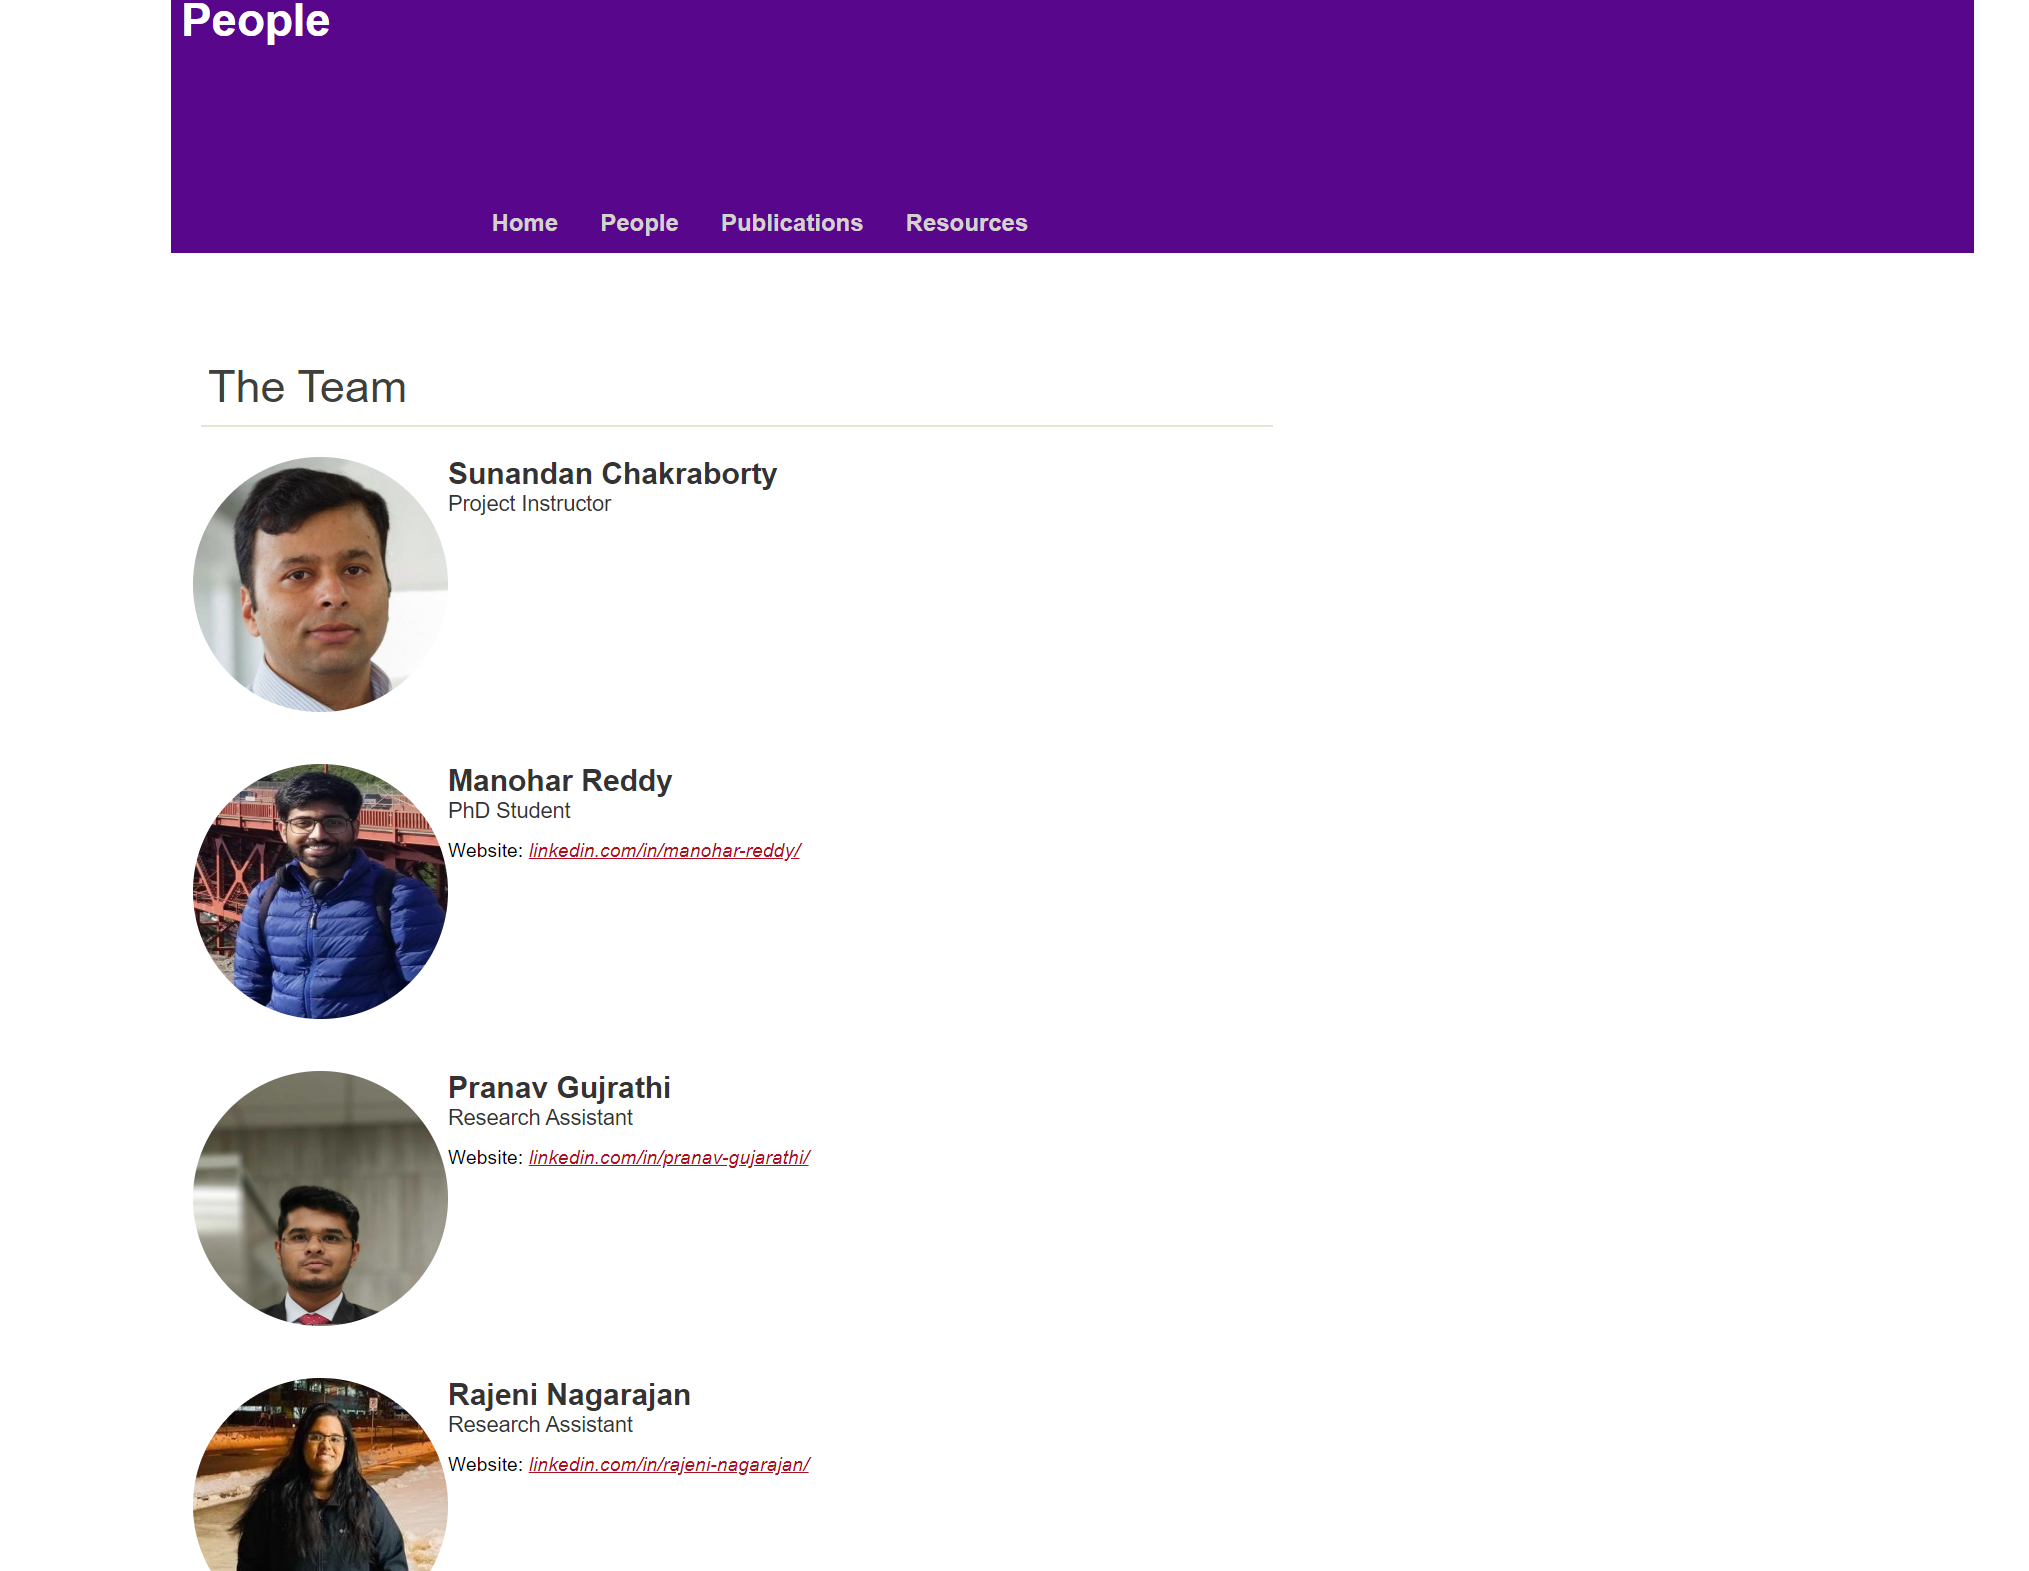 People
Home People Publications Resources
The Team
Sunandan Chakraborty
Project Instructor
Manohar Reddy
PhD Student
Website: linkedin.com/in/manohar-reddy/
Pranav Gujrathi
Research Assistant
Website: linkedin.com/in/pranav-gujarathi/
Rajeni Nagarajan
Research Assistant
Website: linkedin.com/in/rajeni-nagarajan/